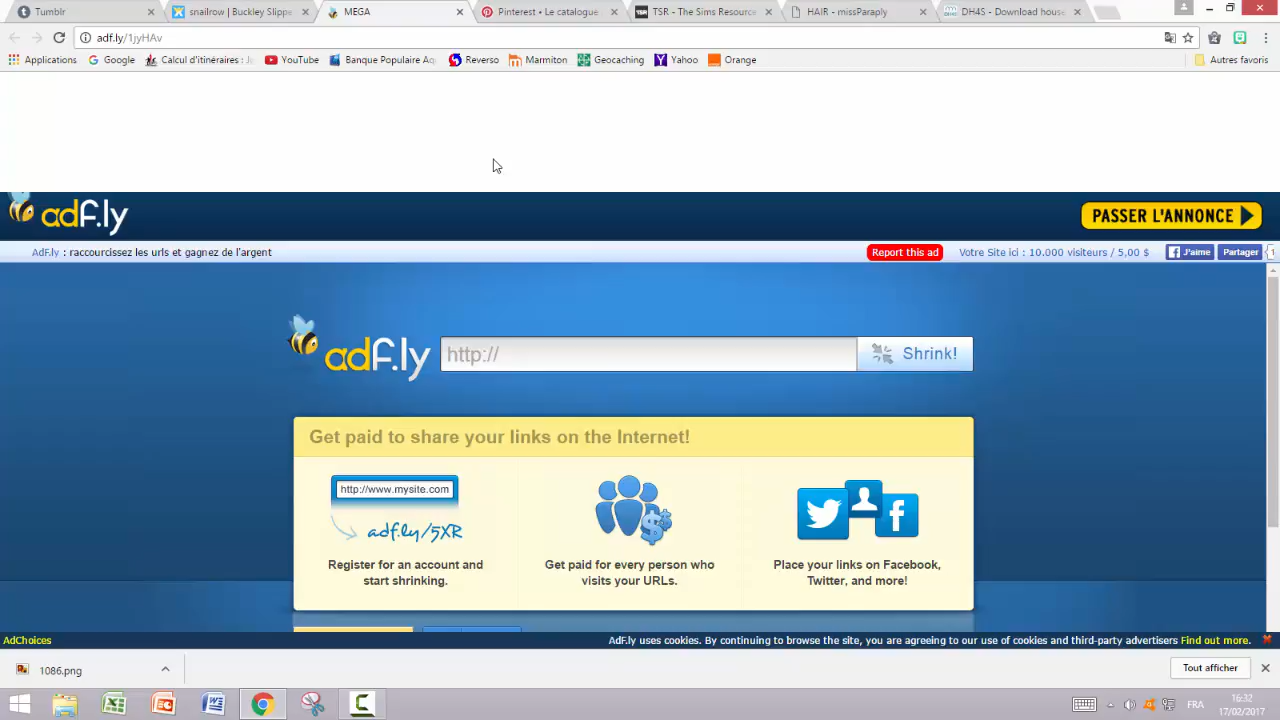 Tumblr
snailrow | Buckley Slippe
MEGA
Pinterest • Le catalogue
TSR - The Sims Resourc
HAIR - missParaply
DH4S - Download hous
adf.ly/1jyHAv
Applications
Google
Calcul d'itinéraires :
YouTube
Banque Populaire Aq
Reverso
Marmiton
Geocaching
Yahoo
Orange
Autres favoris
adf.ly
PASSER L'ANNONCE
AdF.ly : raccourcissez les urls et gagnez de l'argent
Report this ad
Votre Site ici : 10.000 visiteurs / 5,00 $
J'aime
Partager
1
adf.ly
http://
Shrink!
Get paid to share your links on the Internet!
http://www.mysite.com
adf.ly/5XR
Register for an account and
start shrinking.
Get paid for every person who
visits your URLs.
Place your links on Facebook,
Twitter, and more!
AdChoices
AdF.ly uses cookies. By continuing to browse the site, you are agreeing to our use of cookies and third-party advertisers Find out more.
1086.png
Tout afficher
FRA
16:32
17/02/2017